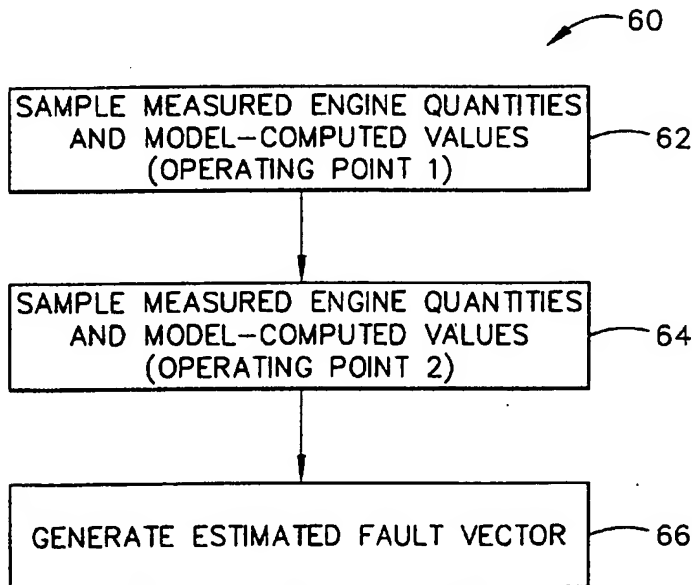 60
SAMPLE MEASURED ENGINE QUANTITIES
AND MODEL-COMPUTED VALUES
(OPERATING POINT 1)
62
SAMPLE MEASURED ENGINE QUANTITIES
AND MODEL-COMPUTED VALUES
(OPERATING POINT 2)
64
GENERATE ESTIMATED FAULT VECTOR
66